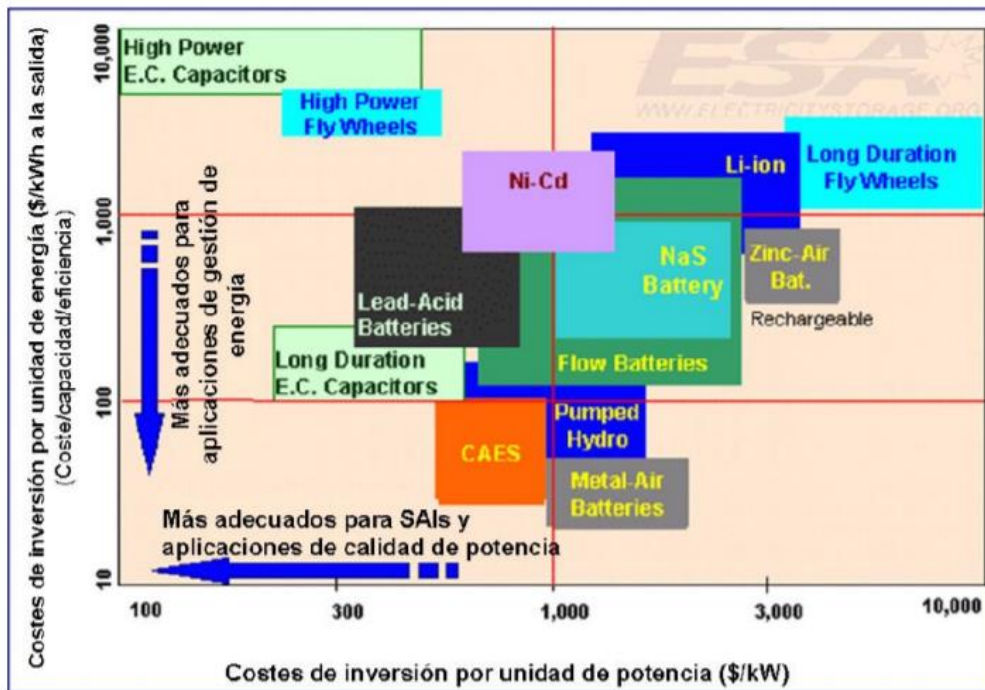 Costes de inversión por unidad de energía ($/kWh a la salida)
(Coste/capacidad/eficiencia)
10,000
1,000
100
10
High Power
E.C. Capacitors
High Power
Fly Wheels
ESA
WWW.ELECTRICITYSTORAGE.ORG
Ni-Cd
Li-ion
Long Duration
Fly Wheels
Más adecuados para
aplicaciones de gestión de
energía
Lead-Acid
Batteries
NaS
Battery
Zinc-Air
Bat.
Rechargeable
Long Duration
E.C. Capacitors
Flow Batteries
Pumped
Hydro
CAES
Metal-Air
Batteries
Más adecuados para SAIs y
aplicaciones de calidad de potencia
100
300
1,000
3,000
10,000
Costes de inversión por unidad de potencia ($/kW)